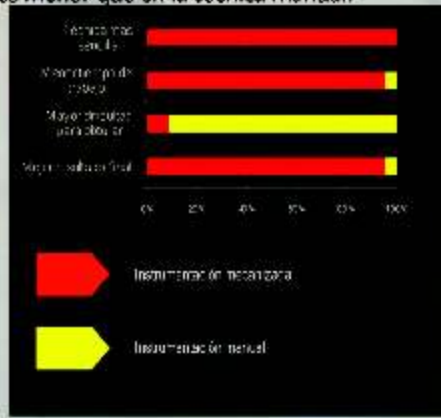 es menor que en la técnica manual.
Técnica más
sencilla
Menor tiempo de
trabajo
Mayor dificultad
para obturar
Mejor resultado final
0% 20% 40% 60% 80% 100%
Instrumentación mecanizada
Instrumentación manual